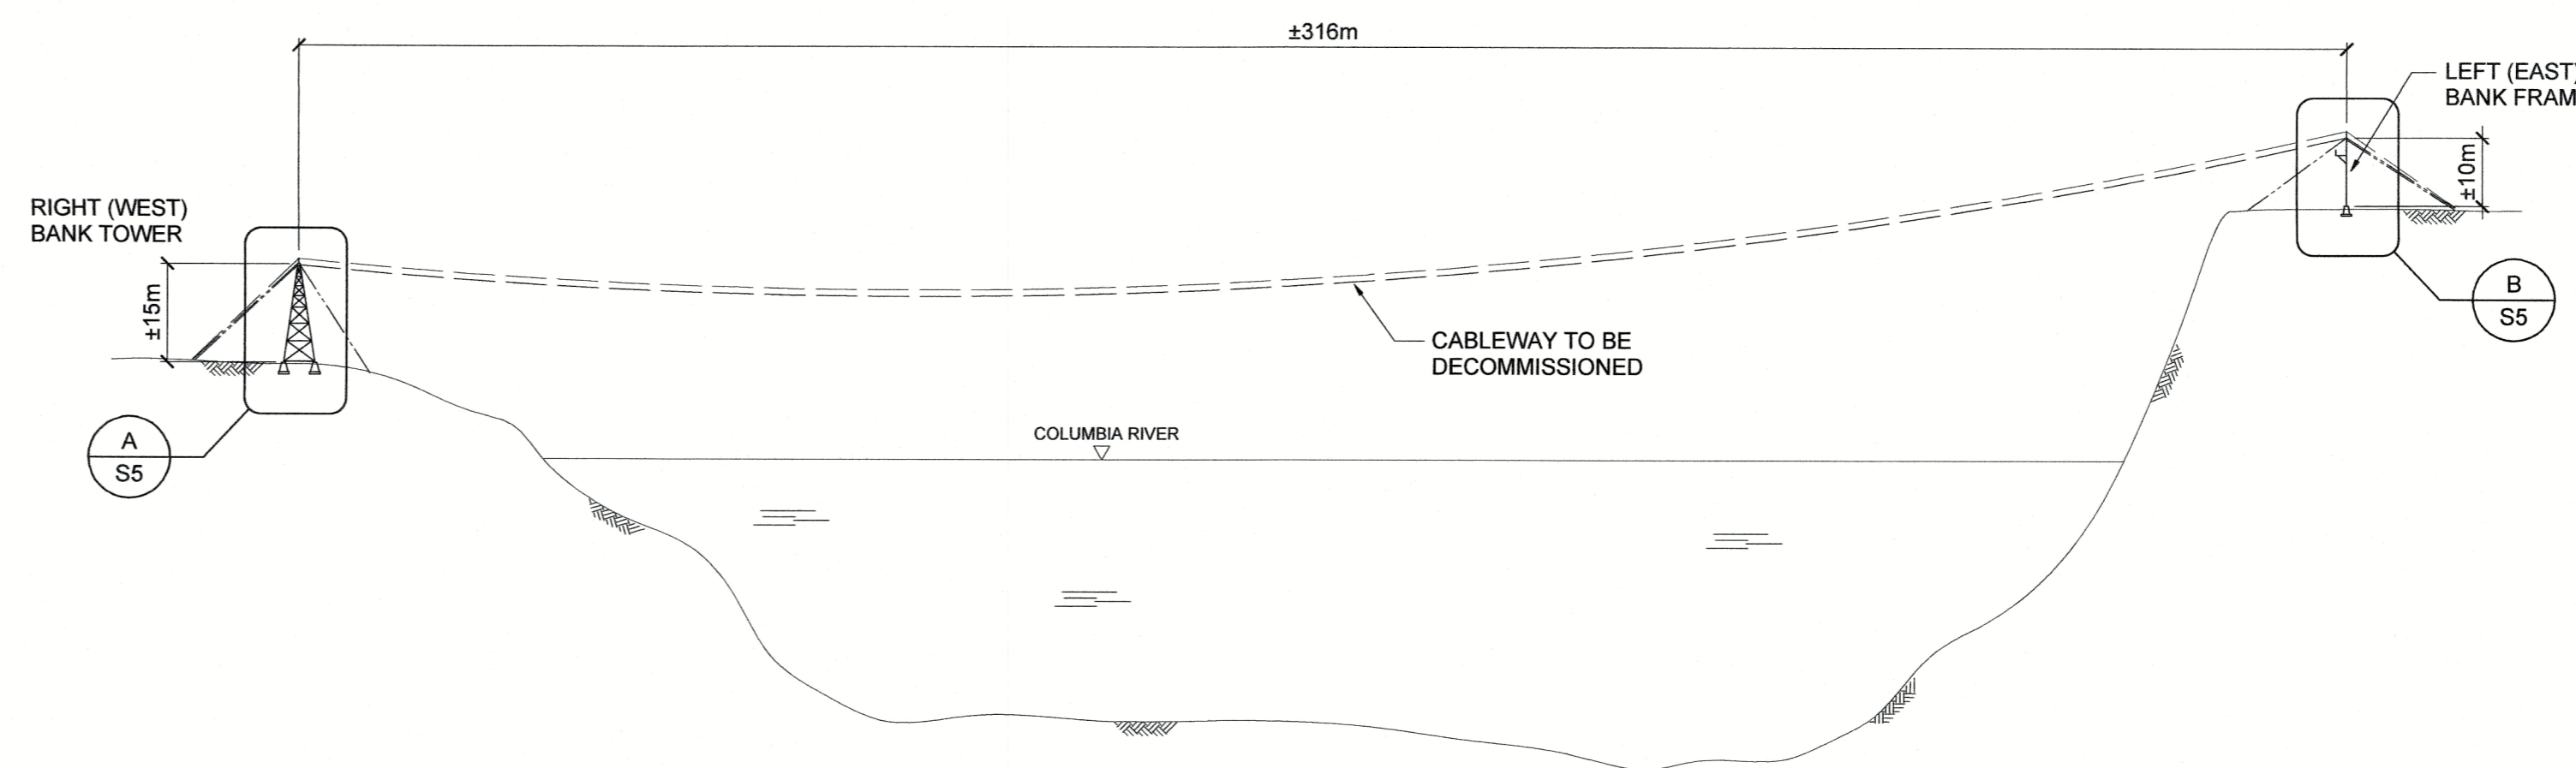 ±316m
LEFT (EAST)
BANK FRAM
±10m
RIGHT (WEST)
BANK TOWER
±15m
B
S5
CABLEWAY TO BE
DECOMMISSIONED
A
S5
COLUMBIA RIVER